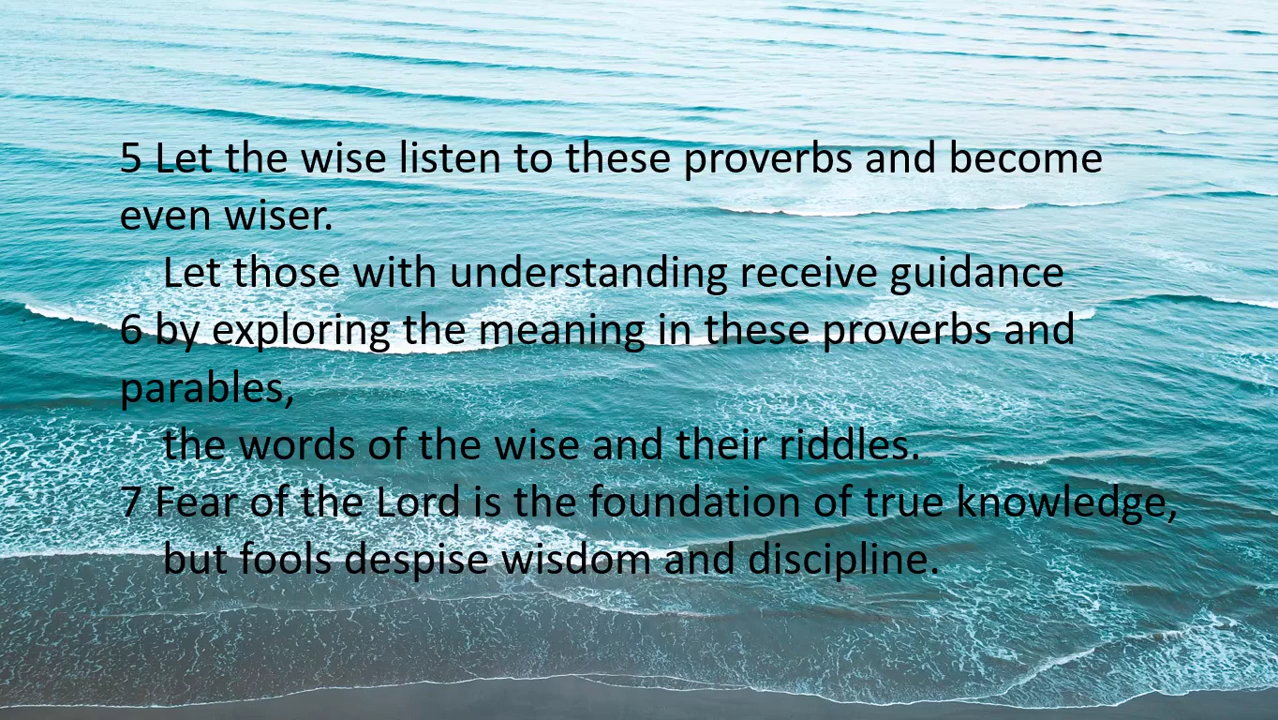 5 Let the wise listen to these proverbs and become
even wiser.
Let those with understanding receive guidance
6 by exploring the meaning in these proverbs and
parables,
the words of the wise and their riddles.
7 Fear of the Lord is the foundation of true knowledge,
but fools despise wisdom and discipline.